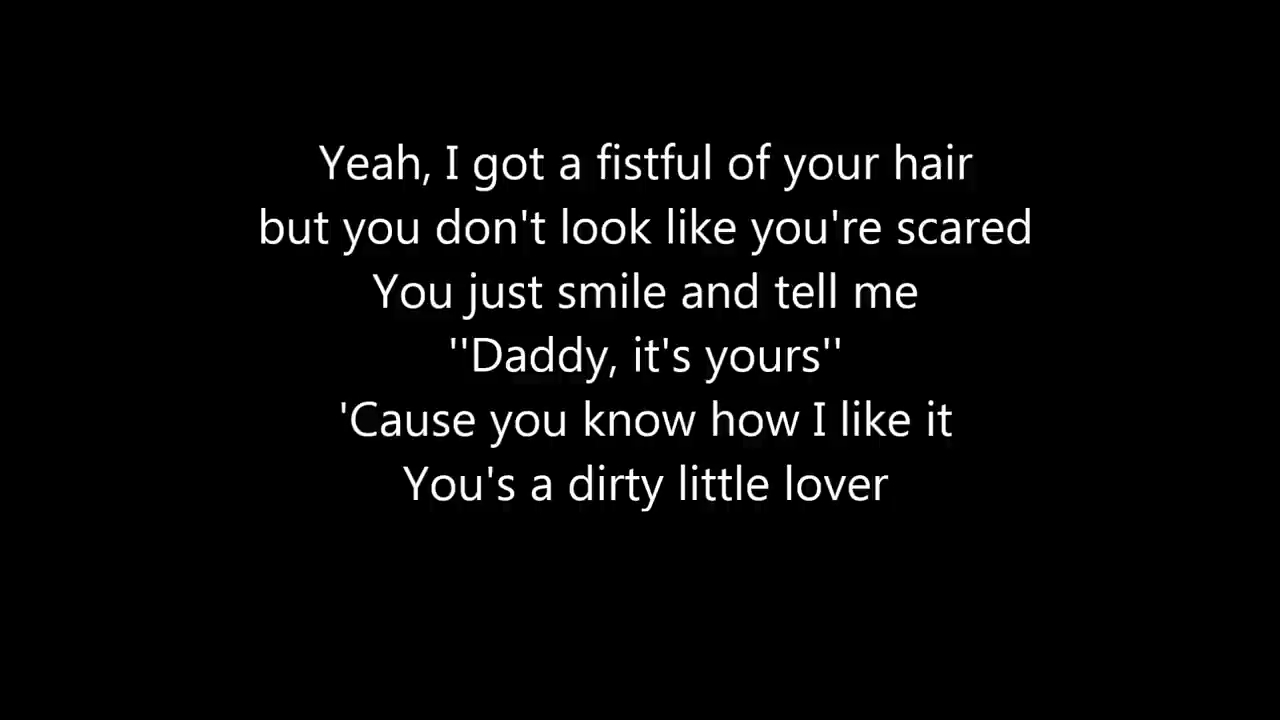 Yeah, I got a fistful of your hair
but you don't look like you're scared
You just smile and tell me
''Daddy, it's yours''
'Cause you know how I like it
You's a dirty little lover